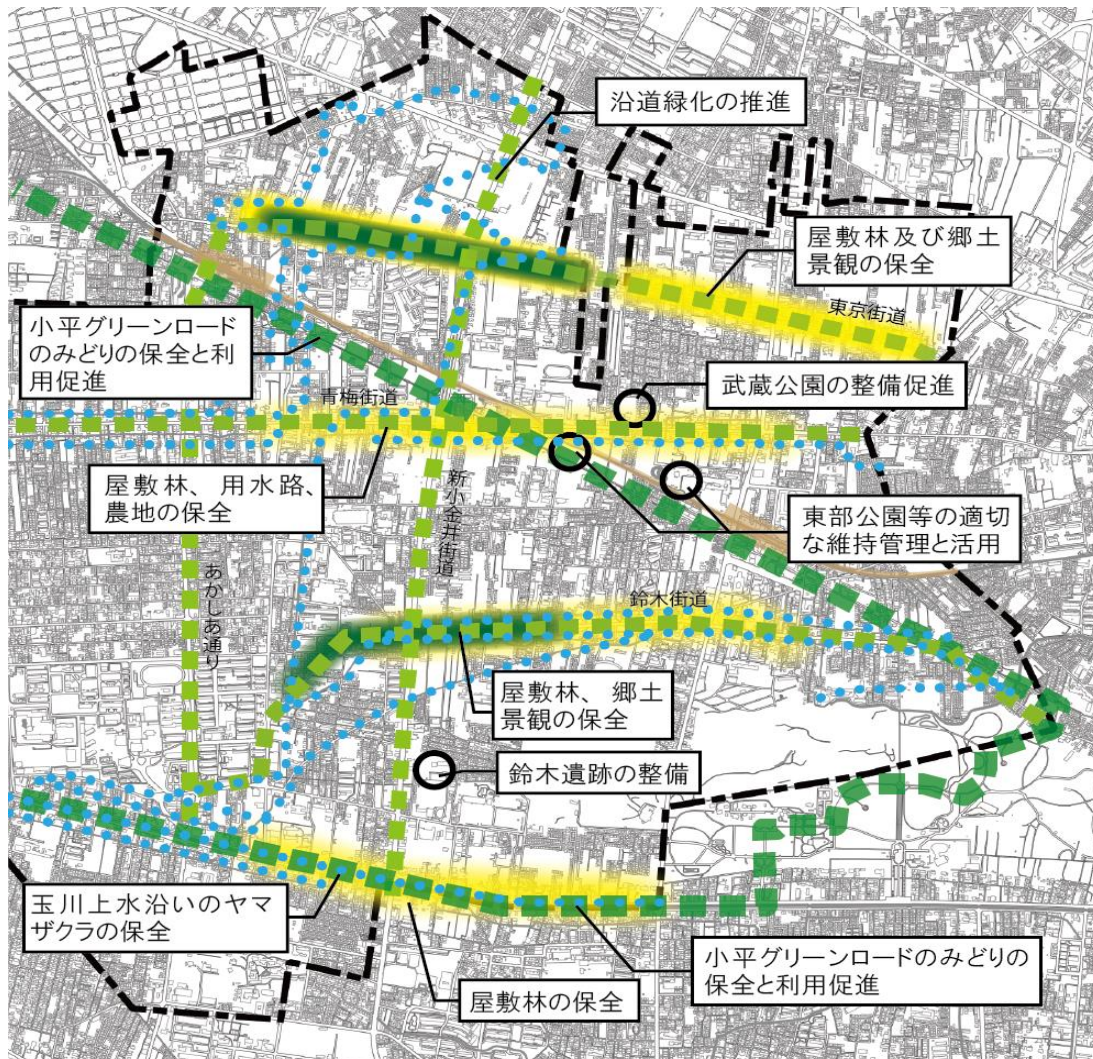 沿道緑化の推進
屋敷林及び郷土
景観の保全
東京街道
小平グリーンロード
のみどりの保全と利
用促進
武蔵公園の整備促進
青梅街道
屋敷林、用水路、
農地の保全
新小金井街道
東部公園等の適切
な維持管理と活用
あかしあ通り
鈴木街道
屋敷林、郷土
景観の保全
鈴木遺跡の整備
玉川上水沿いのヤマ
ザクラの保全
小平グリーンロードのみどりの
保全と利用促進
屋敷林の保全